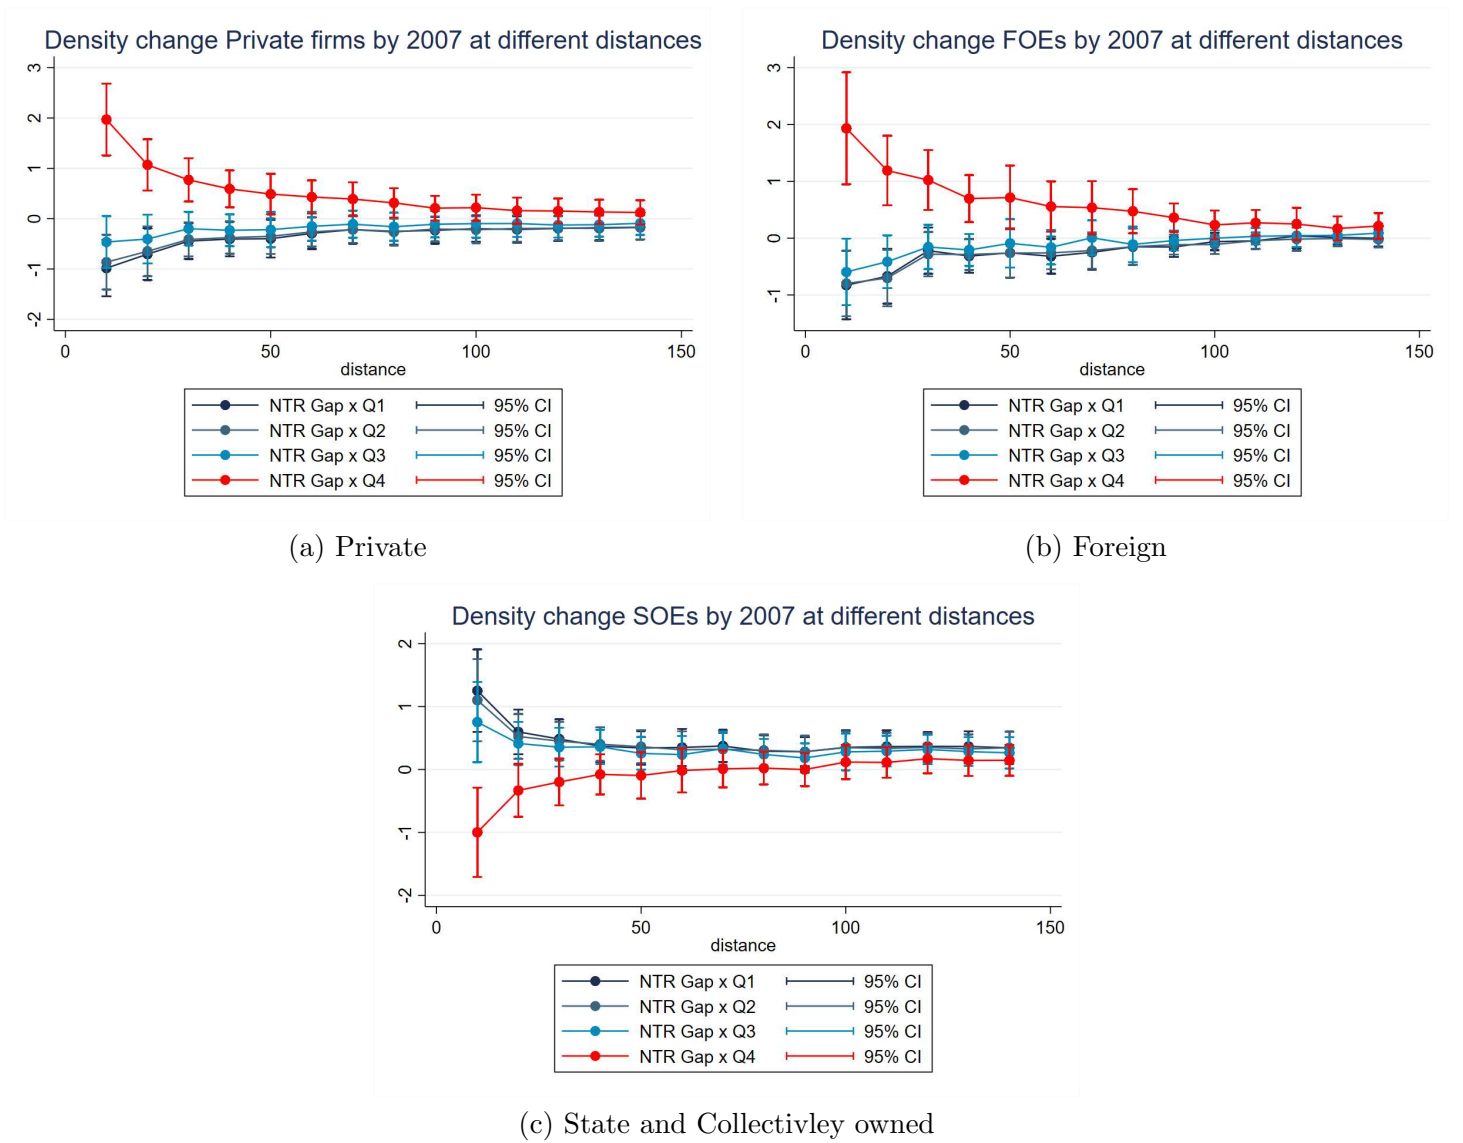 Density change Private firms by 2007 at different distances
3
2
1
0
-1
-2
0 50 100 150
distance
NTR Gap x Q1 95% CI
NTR Gap x Q2 95% CI
NTR Gap x Q3 95% CI
NTR Gap x Q4 95% CI
(a) Private
Density change FOEs by 2007 at different distances
3
2
1
0
-1
0 50 100 150
distance
NTR Gap x Q1 95% CI
NTR Gap x Q2 95% CI
NTR Gap x Q3 95% CI
NTR Gap x Q4 95% CI
(b) Foreign
Density change SOEs by 2007 at different distances
2
1
0
-1
-2
0 50 100 150
distance
NTR Gap x Q1 95% CI
NTR Gap x Q2 95% CI
NTR Gap x Q3 95% CI
NTR Gap x Q4 95% CI
(c) State and Collectivley owned